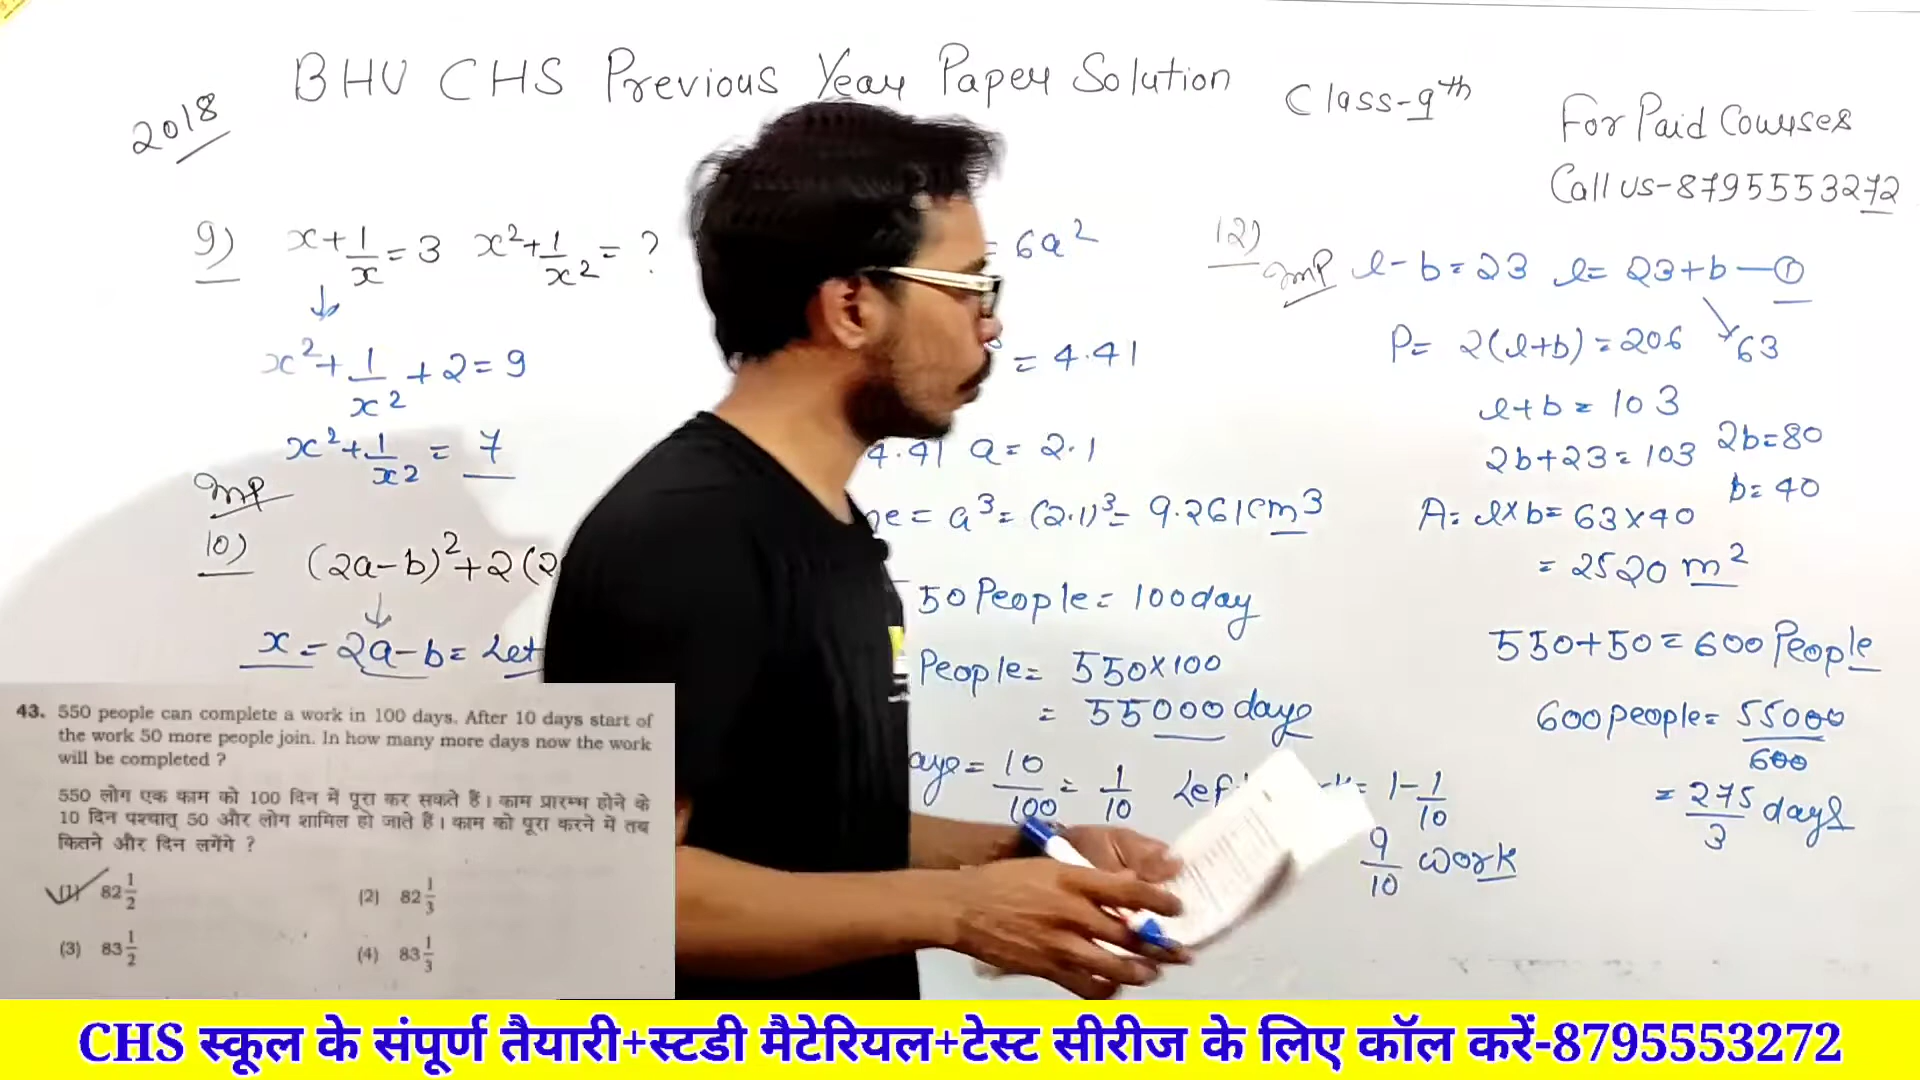 BHU CHS Previous Year Paper Solution
Class-9th
2018
For Paid Courses
Call us-8795553272
9) x+1/x=3 x²+1/x²=?
x²+1/x²+2=9
x²+1/x²=7
Imp
10) (2a-b)²+2(2
x=2a-b=Let
=6a²
=4.41
4.41 a=2.1
=a³=(2.1)³=9.261cm³
50 People=100day
People=550×100
=55000 days
10/100=1/10
1-1/10
9/10 work
12)
Imp l-b=23 l=23+b—①
63
P=2(l+b)=206
l+b=103
2b+23=103
2b=80
b=40
A=l×b=63×40
=2520 m²
550+50=600 People
600 people=55000/600
=275/3 days
43. 550 people can complete a work in 100 days. After 10 days start of
the work 50 more people join. In how many more days now the work
will be completed ?
550 लोग एक काम को 100 दिन में पूरा कर सकते हैं। काम प्रारम्भ होने के
10 दिन पश्चात् 50 और लोग शामिल हो जाते हैं। काम को पूरा करने में तब
कितने और दिन लगेंगे ?
(1) 82 1/2 (2) 82 1/3
(3) 83 1/2 (4) 83 1/3
CHS स्कूल के संपूर्ण तैयारी+स्टडी मैटेरियल+टेस्ट सीरीज के लिए कॉल करें-8795553272